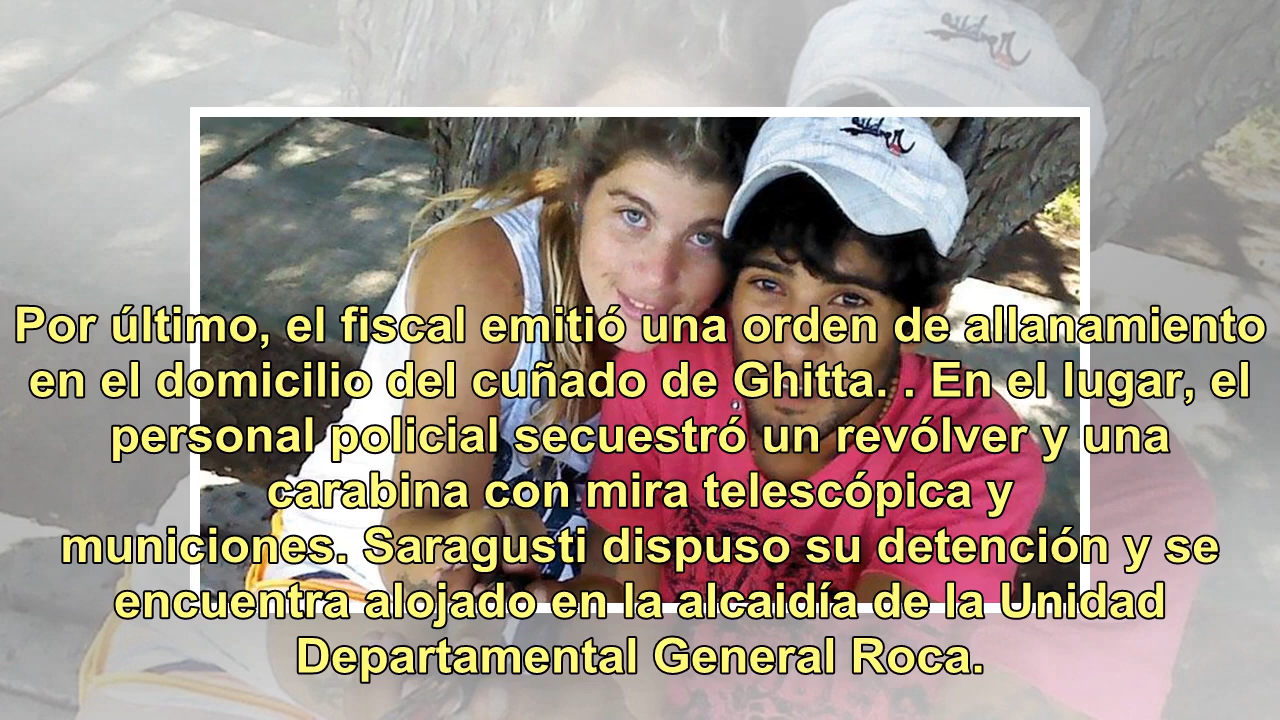 Por último, el fiscal emitió una orden de allanamiento
en el domicilio del cuñado de Ghitta. . En el lugar, el
personal policial secuestró un revólver y una
carabina con mira telescópica y
municiones. Saragusti dispuso su detención y se
encuentra alojado en la alcaidía de la Unidad
Departamental General Roca.